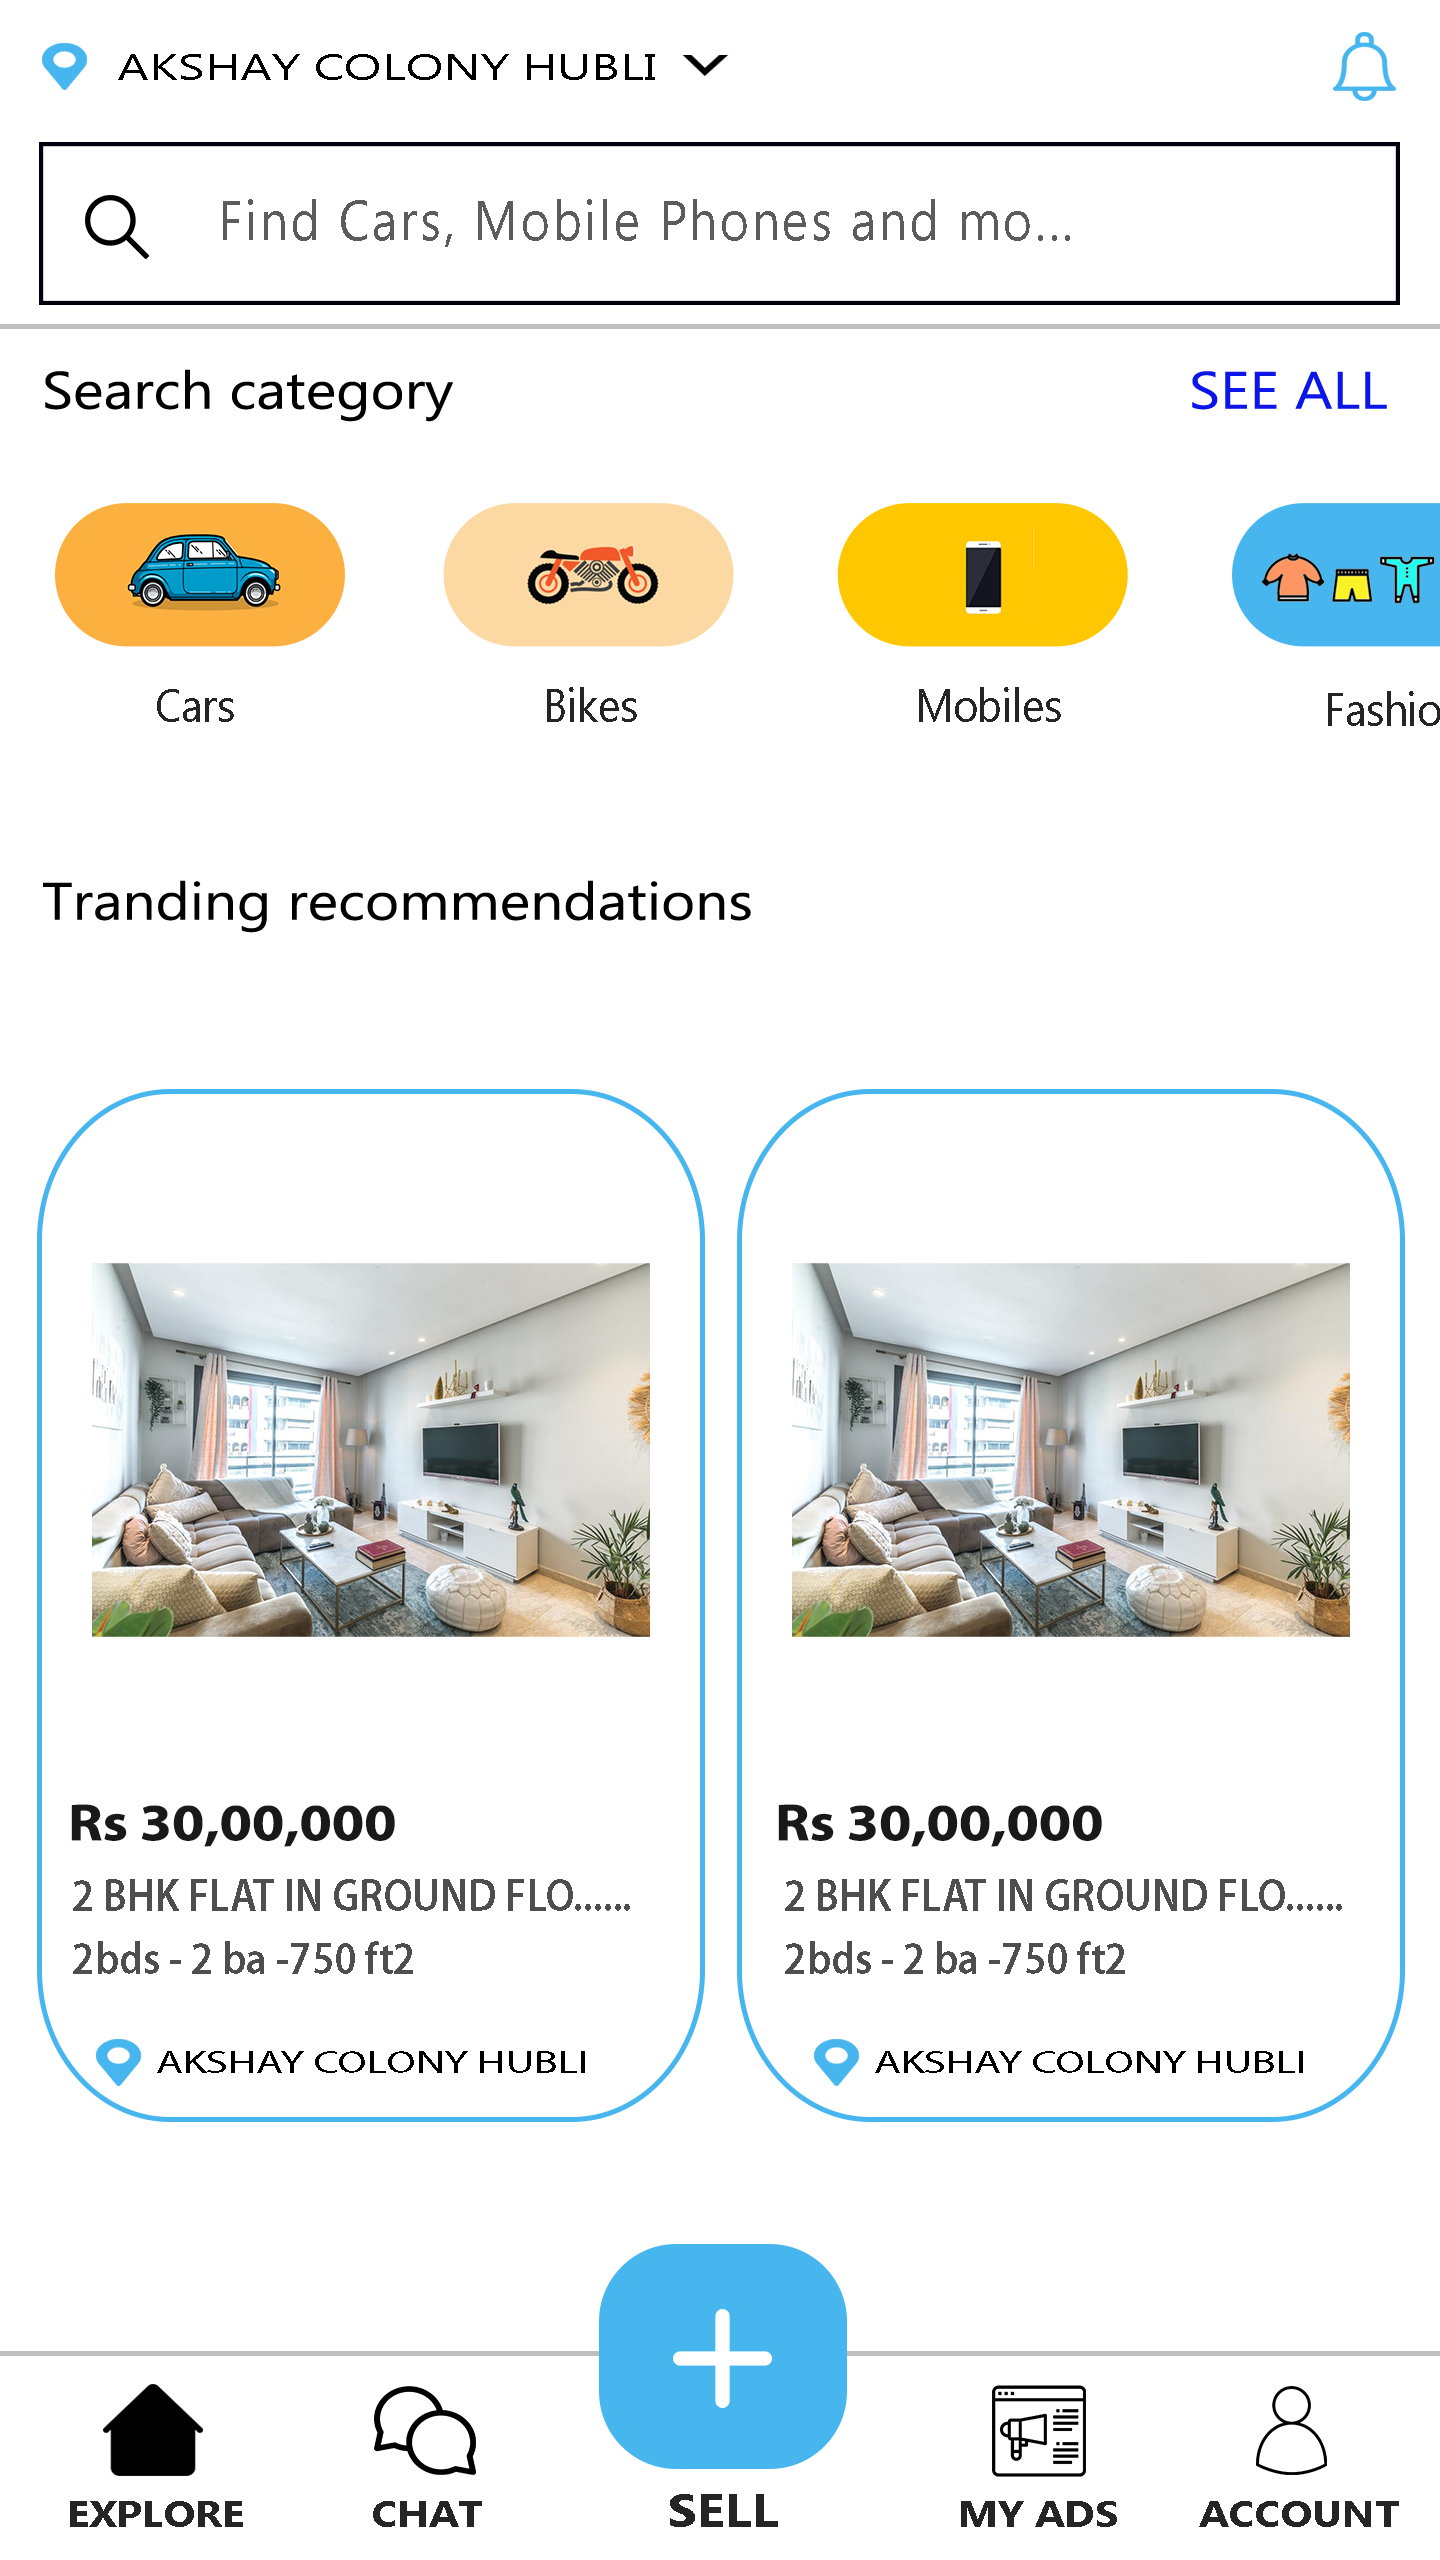 AKSHAY COLONY HUBLI
Find Cars, Mobile Phones and mo...
Search category
SEE ALL
Cars
Bikes
Mobiles
Fashio
Tranding recommendations
Rs 30,00,000
2 BHK FLAT IN GROUND FLO......
2bds - 2 ba -750 ft2
AKSHAY COLONY HUBLI
Rs 30,00,000
2 BHK FLAT IN GROUND FLO......
2bds - 2 ba -750 ft2
AKSHAY COLONY HUBLI
EXPLORE
CHAT
SELL
MY ADS
ACCOUNT